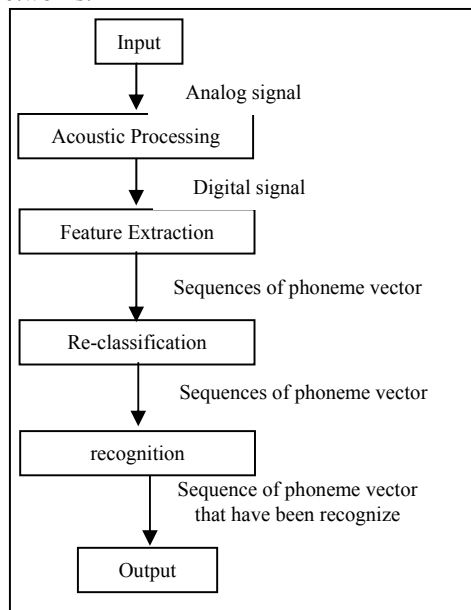 Input
Analog signal
Acoustic Processing
Digital signal
Feature Extraction
Sequences of phoneme vector
Re-classification
Sequences of phoneme vector
recognition
Sequence of phoneme vector
that have been recognize
Output